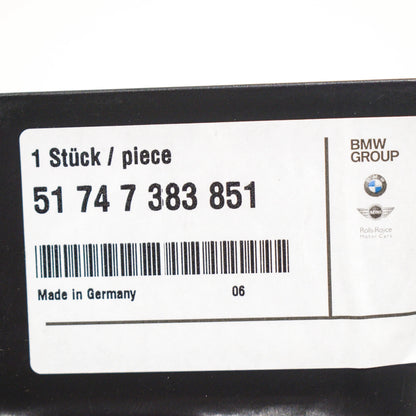 1 Stück / piece
51 74 7 383 851
Made in Germany 06
BMW
GROUP
Rolls-Royce
Motor Cars